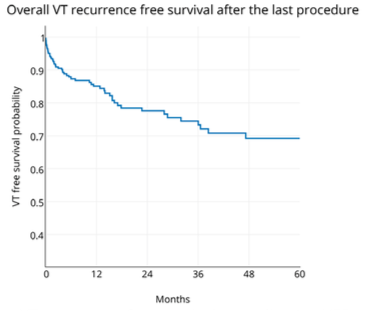 Overall VT recurrence free survival after the last procedure
VT free survival probability
1
0.9
0.8
0.7
0.6
0.5
0.4
0 12 24 36 48 60
Months